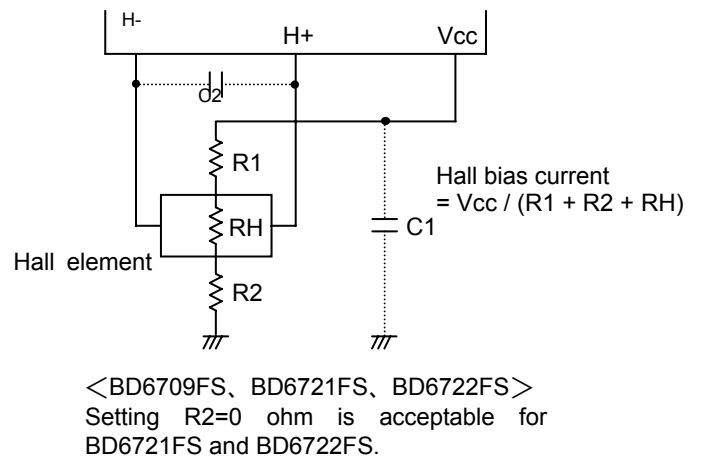 H-
H+
Vcc
C2
R1
Hall bias current
= Vcc / (R1 + R2 + RH)
RH
C1
Hall element
R2
<BD6709FS、BD6721FS、BD6722FS>
Setting R2=0 ohm is acceptable for
BD6721FS and BD6722FS.